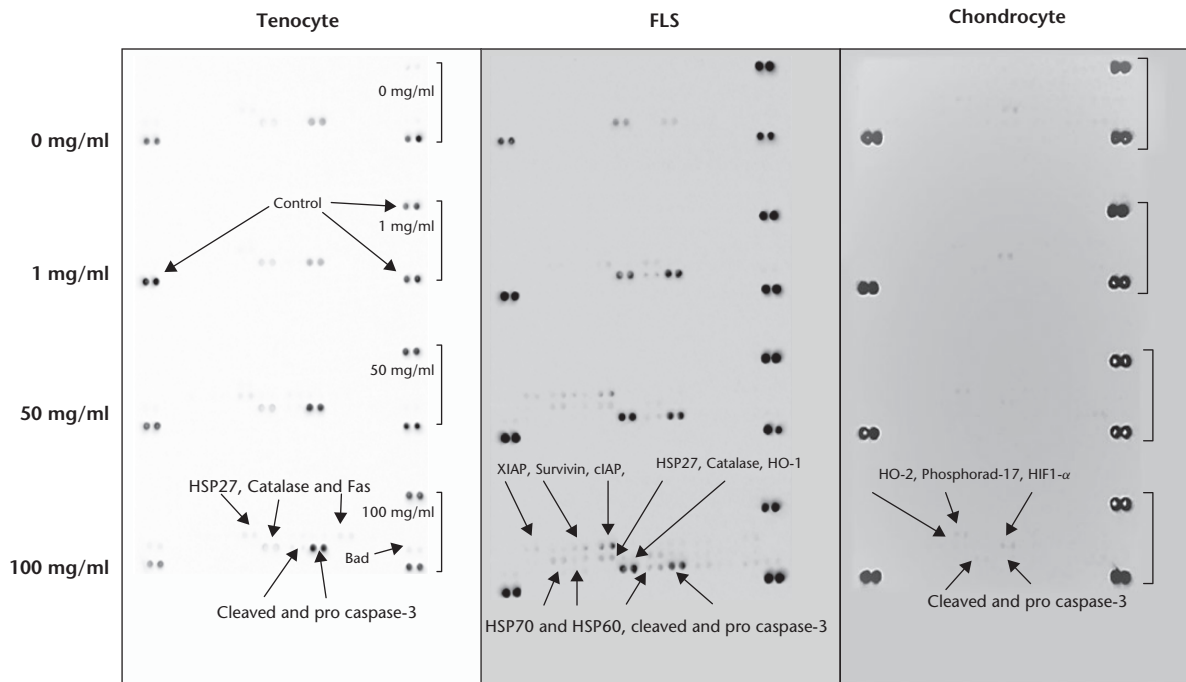 Tenocyte
FLS
Chondrocyte
0 mg/ml
0 mg/ml
Control
1 mg/ml
1 mg/ml
50 mg/ml
50 mg/ml
XIAP, Survivin, cIAP,
HSP27, Catalase, HO-1
HO-2, Phosphorad-17, HIF1-α
HSP27, Catalase and Fas
100 mg/ml
Bad
100 mg/ml
Cleaved and pro caspase-3
HSP70 and HSP60, cleaved and pro caspase-3
Cleaved and pro caspase-3